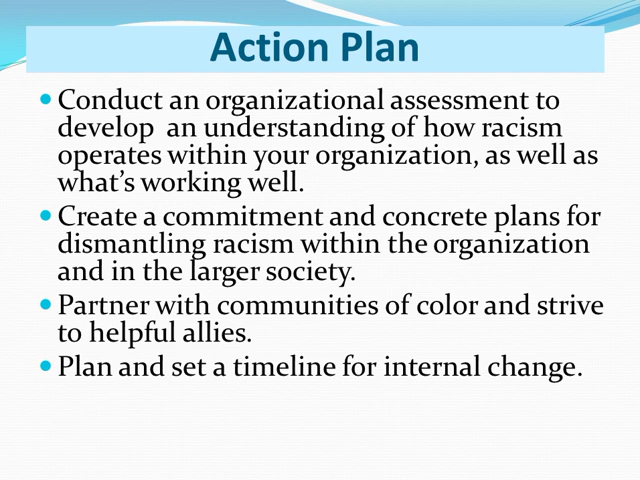 Action Plan
• Conduct an organizational assessment to
develop  an understanding of how racism
operates within your organization, as well as
what’s working well.
• Create a commitment and concrete plans for
dismantling racism within the organization
and in the larger society.
• Partner with communities of color and strive
to helpful allies.
• Plan and set a timeline for internal change.